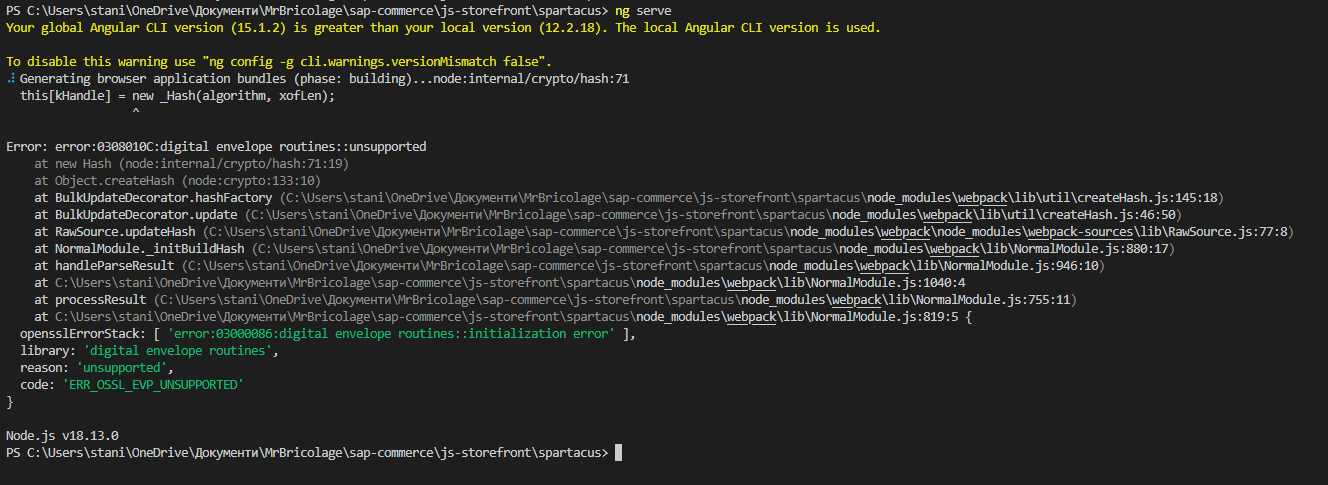 PS C:\Users\stani\OneDrive\Документи\MrBricolage\sap-commerce\js-storefront\spartacus> ng serve
Your global Angular CLI version (15.1.2) is greater than your local version (12.2.18). The local Angular CLI version is used.
To disable this warning use "ng config -g cli.warnings.versionMismatch false".
⠼ Generating browser application bundles (phase: building)...node:internal/crypto/hash:71
  this[kHandle] = new _Hash(algorithm, xofLen);
                  ^
Error: error:0308010C:digital envelope routines::unsupported
    at new Hash (node:internal/crypto/hash:71:19)
    at Object.createHash (node:crypto:133:10)
    at BulkUpdateDecorator.hashFactory (C:\Users\stani\OneDrive\Документи\MrBricolage\sap-commerce\js-storefront\spartacus\node_modules\webpack\lib\util\createHash.js:145:18)
    at BulkUpdateDecorator.update (C:\Users\stani\OneDrive\Документи\MrBricolage\sap-commerce\js-storefront\spartacus\node_modules\webpack\lib\util\createHash.js:46:50)
    at RawSource.updateHash (C:\Users\stani\OneDrive\Документи\MrBricolage\sap-commerce\js-storefront\spartacus\node_modules\webpack\node_modules\webpack-sources\lib\RawSource.js:77:8)
    at NormalModule._initBuildHash (C:\Users\stani\OneDrive\Документи\MrBricolage\sap-commerce\js-storefront\spartacus\node_modules\webpack\lib\NormalModule.js:880:17)
    at handleParseResult (C:\Users\stani\OneDrive\Документи\MrBricolage\sap-commerce\js-storefront\spartacus\node_modules\webpack\lib\NormalModule.js:946:10)
    at C:\Users\stani\OneDrive\Документи\MrBricolage\sap-commerce\js-storefront\spartacus\node_modules\webpack\lib\NormalModule.js:1040:4
    at processResult (C:\Users\stani\OneDrive\Документи\MrBricolage\sap-commerce\js-storefront\spartacus\node_modules\webpack\lib\NormalModule.js:755:11)
    at C:\Users\stani\OneDrive\Документи\MrBricolage\sap-commerce\js-storefront\spartacus\node_modules\webpack\lib\NormalModule.js:819:5 {
  opensslErrorStack: [ 'error:03000086:digital envelope routines::initialization error' ],
  library: 'digital envelope routines',
  reason: 'unsupported',
  code: 'ERR_OSSL_EVP_UNSUPPORTED'
}
Node.js v18.13.0
PS C:\Users\stani\OneDrive\Документи\MrBricolage\sap-commerce\js-storefront\spartacus>